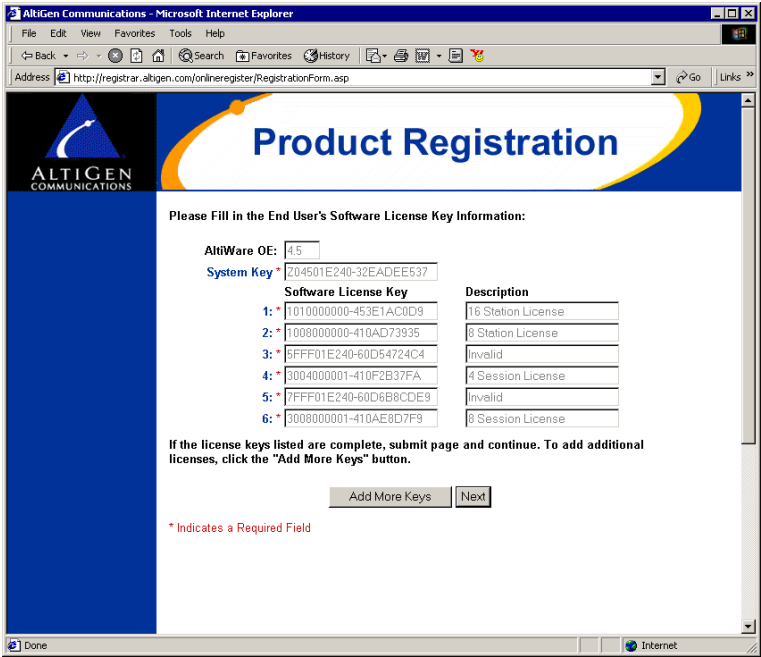 AltiGen Communications - Microsoft Internet Explorer
File Edit View Favorites Tools Help
Back Search Favorites History
Address http://registrar.altigen.com/onlineregister/RegistrationForm.asp Go Links »
ALTIGEN
COMMUNICATIONS
Product Registration
Please Fill in the End User's Software License Key Information:
AltiWare OE: 4.5
System Key * Z04501E240-32EADEE537
Software License Key Description
1: * 1010000000-453E1AC0D9 16 Station License
2: * 1008000000-410AD73935 8 Station License
3: * 5FFF01E240-60D54724C4 Invalid
4: * 3004000001-410F2B37FA 4 Session License
5: * 7FFF01E240-60D6B8CDE9 Invalid
6: * 3008000001-410AE8D7F9 8 Session License
If the license keys listed are complete, submit page and continue. To add additional
licenses, click the "Add More Keys" button.
Add More Keys Next
* Indicates a Required Field
Done Internet